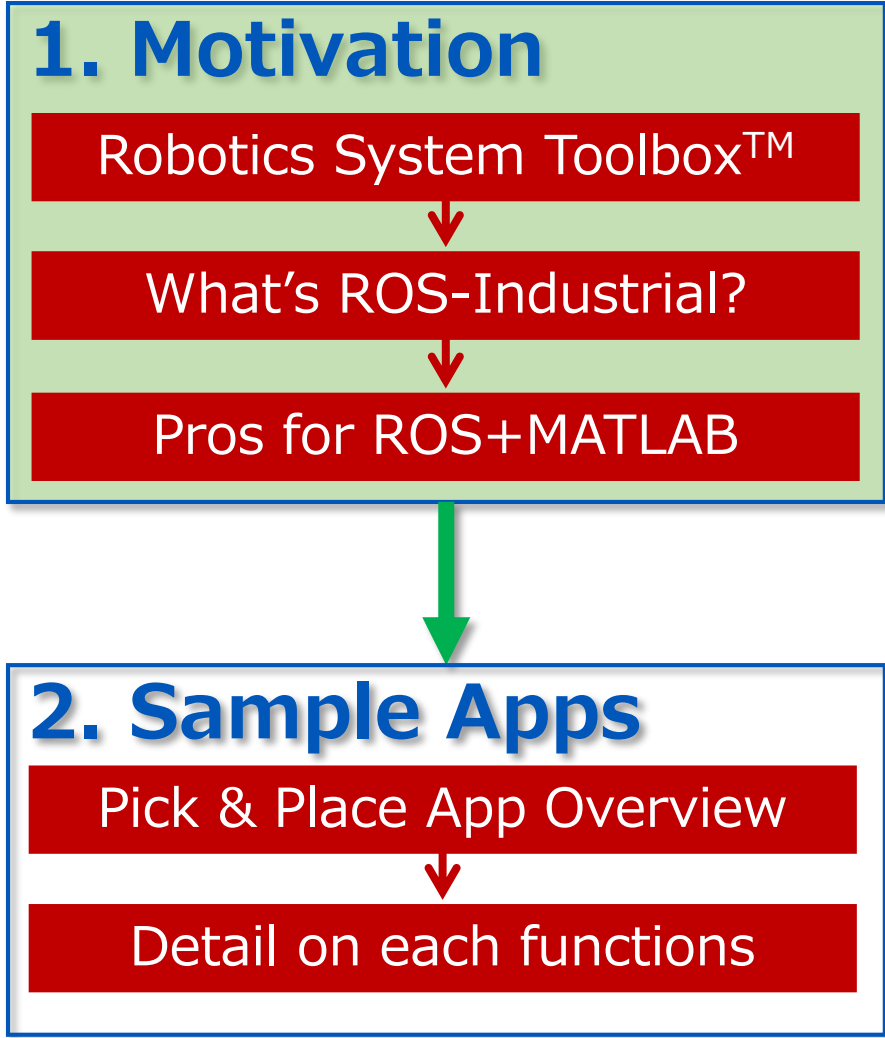 1. Motivation
Robotics System Toolbox™
What's ROS-Industrial?
Pros for ROS+MATLAB
2. Sample Apps
Pick & Place App Overview
Detail on each functions